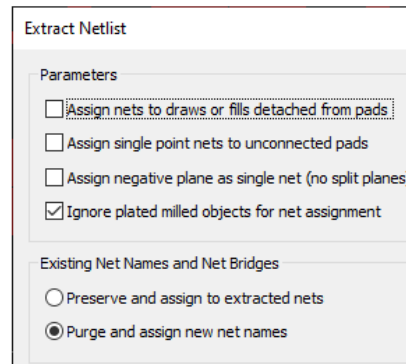 Extract Netlist
Parameters
Assign nets to draws or fills detached from pads
Assign single point nets to unconnected pads
Assign negative plane as single net (no split planes
Ignore plated milled objects for net assignment
Existing Net Names and Net Bridges
Preserve and assign to extracted nets
Purge and assign new net names